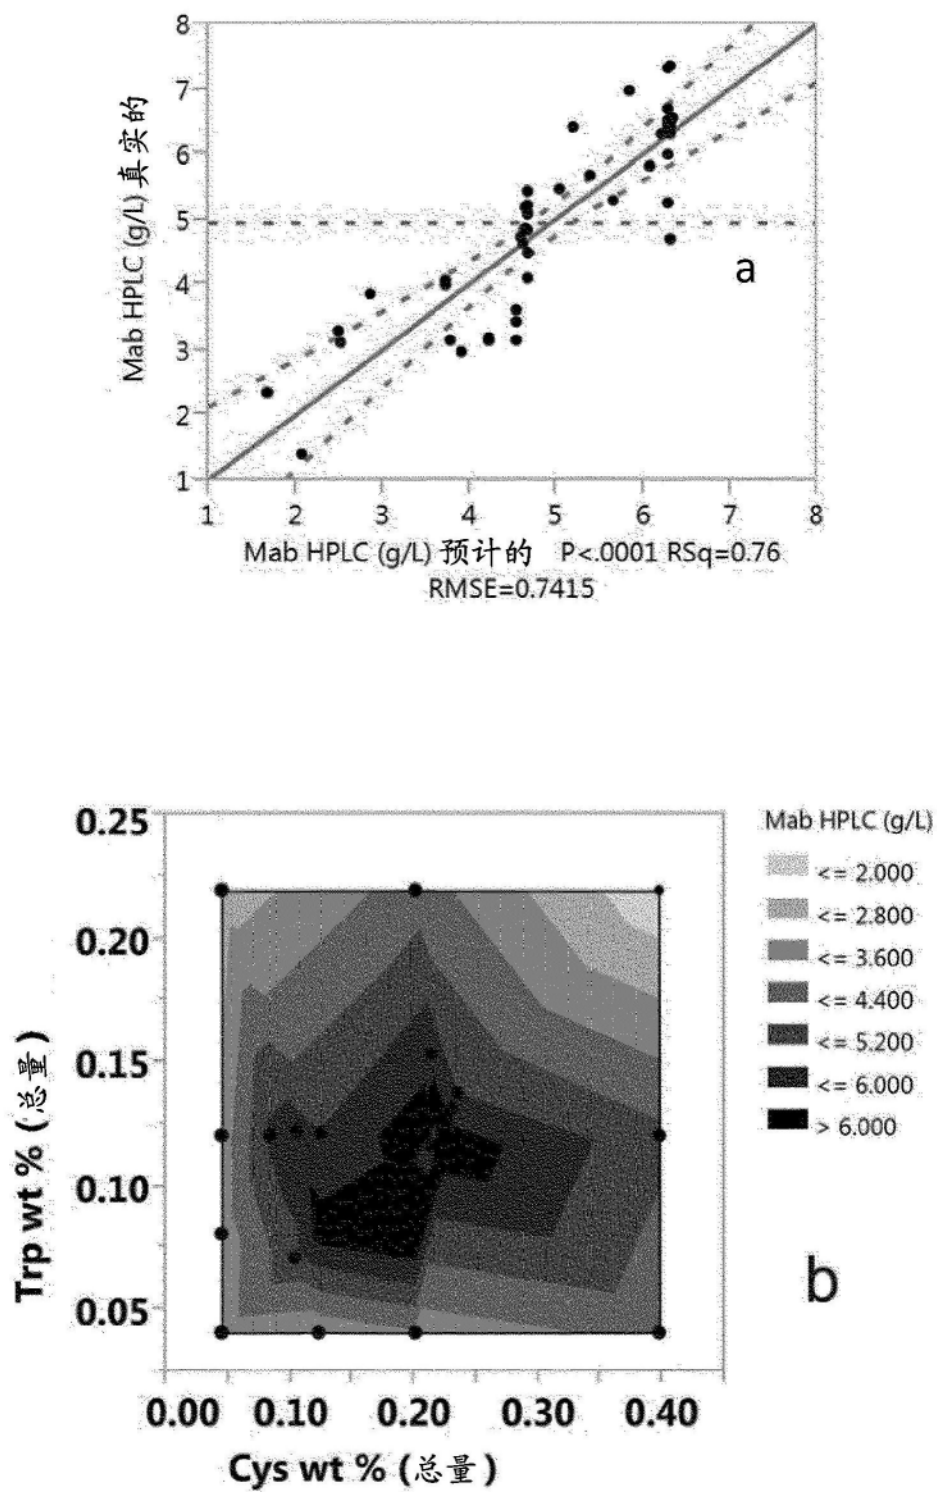 8
7
6
5
4
3
2
1
Mab HPLC (g/L) 真实的
a
1 2 3 4 5 6 7 8
Mab HPLC (g/L) 预计的 P<.0001 RSq=0.76
RMSE=0.7415
0.25
0.20
0.15
0.10
0.05
Trp wt % (总量)
0.00 0.10 0.20 0.30 0.40
Cys wt % (总量)
Mab HPLC (g/L)
<= 2.000
<= 2.800
<= 3.600
<= 4.400
<= 5.200
<= 6.000
> 6.000
b